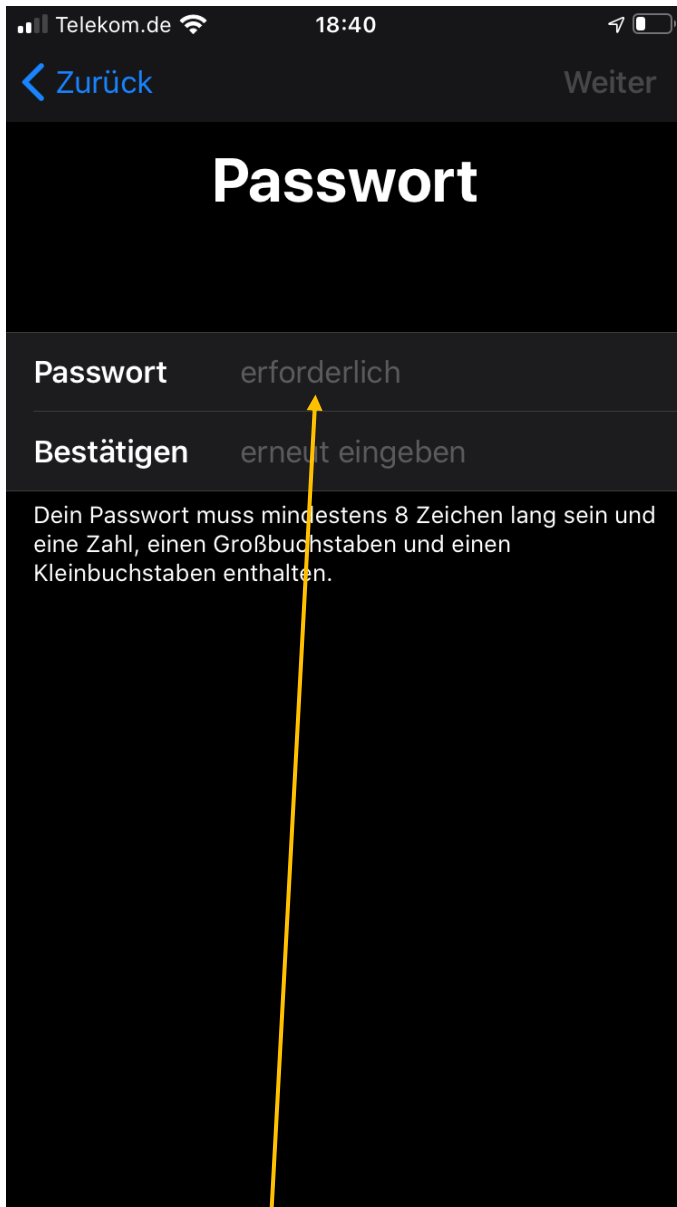 Telekom.de 18:40
Zurück Weiter
Passwort
Passwort erforderlich
Bestätigen erneut eingeben
Dein Passwort muss mindestens 8 Zeichen lang sein und
eine Zahl, einen Großbuchstaben und einen
Kleinbuchstaben enthalten.